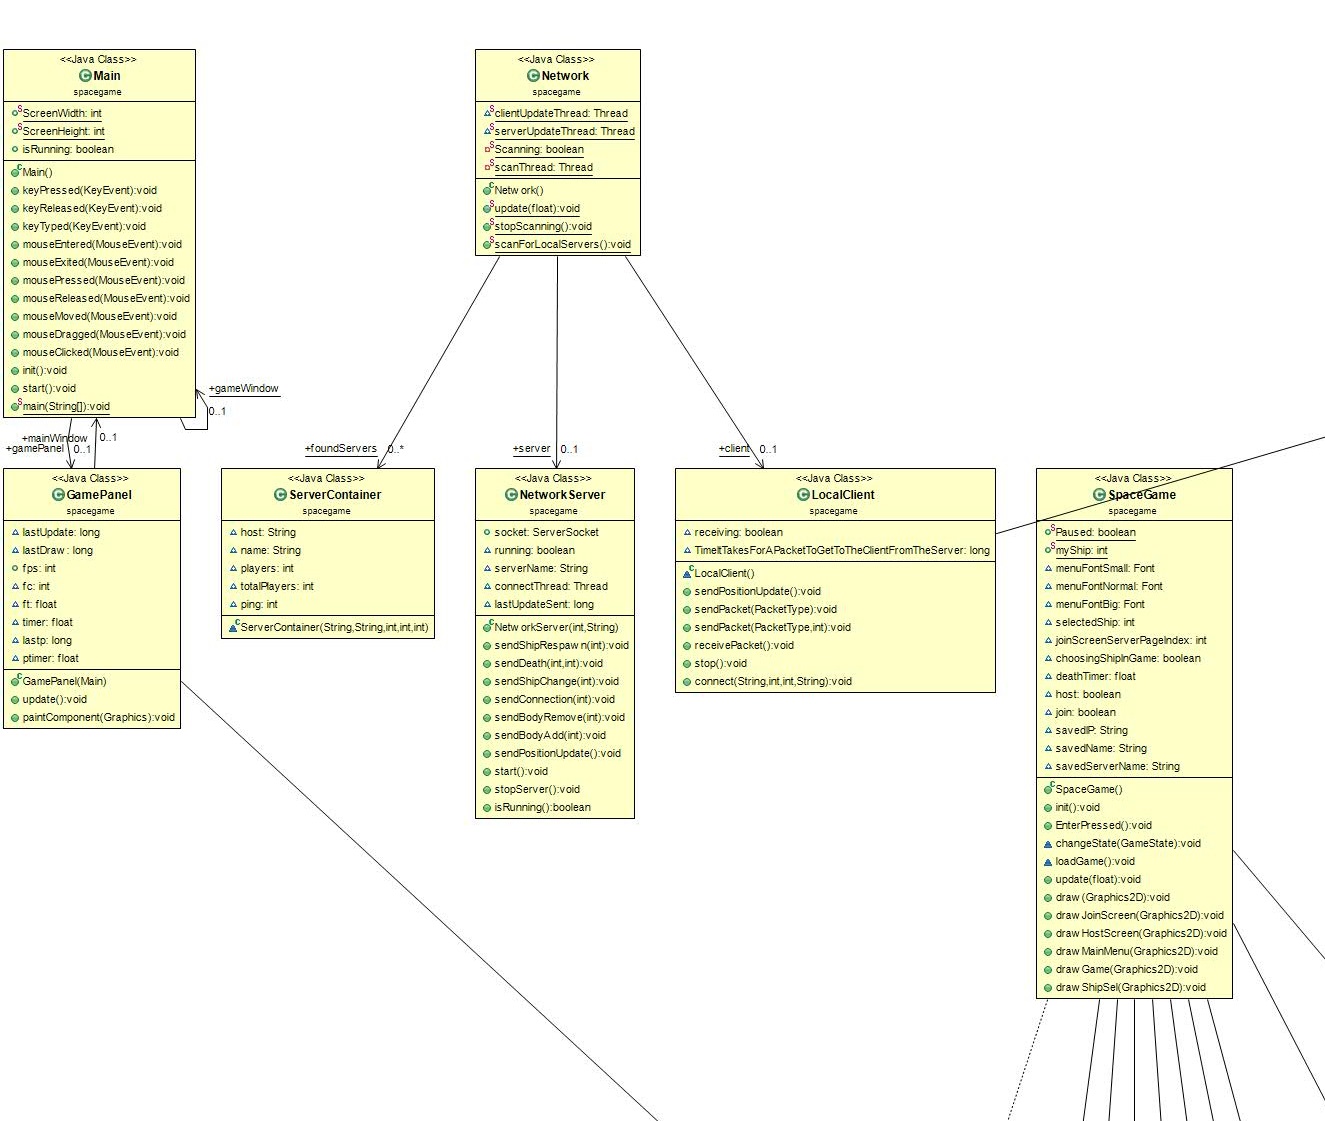 <<Java Class>>
Main
spacegame
ScreenWidth: int
ScreenHeight: int
isRunning: boolean
Main()
keyPressed(KeyEvent):void
keyReleased(KeyEvent):void
keyTyped(KeyEvent):void
mouseEntered(MouseEvent):void
mouseExited(MouseEvent):void
mousePressed(MouseEvent):void
mouseReleased(MouseEvent):void
mouseMoved(MouseEvent):void
mouseDragged(MouseEvent):void
mouseClicked(MouseEvent):void
init():void
start():void
main(String[]):void
+gameWindow
0..1
+mainWindow
0..1
+gamePanel
0..1
<<Java Class>>
Network
spacegame
clientUpdateThread: Thread
serverUpdateThread: Thread
Scanning: boolean
scanThread: Thread
Network()
update(float):void
stopScanning():void
scanForLocalServers():void
+foundServers
0..*
+server
0..1
+client
0..1
<<Java Class>>
GamePanel
spacegame
lastUpdate: long
lastDraw: long
fps: int
fc: int
ft: float
timer: float
lastp: long
ptimer: float
GamePanel(Main)
update():void
paintComponent(Graphics):void
<<Java Class>>
ServerContainer
spacegame
host: String
name: String
players: int
totalPlayers: int
ping: int
ServerContainer(String,String,int,int,int)
<<Java Class>>
NetworkServer
spacegame
socket: ServerSocket
running: boolean
serverName: String
connectThread: Thread
lastUpdateSent: long
NetworkServer(int,String)
sendShipRespawn(int):void
sendDeath(int,int):void
sendShipChange(int):void
sendConnection(int):void
sendBodyRemove(int):void
sendBodyAdd(int):void
sendPositionUpdate():void
start():void
stopServer():void
isRunning():boolean
<<Java Class>>
LocalClient
spacegame
receiving: boolean
TimeItTakesForAPacketToGetToTheClientFromTheServer: long
LocalClient()
sendPositionUpdate():void
sendPacket(PacketType):void
sendPacket(PacketType,int):void
receivePacket():void
stop():void
connect(String,int,int,String):void
<<Java Class>>
SpaceGame
spacegame
Paused: boolean
myShip: int
menuFontSmall: Font
menuFontNormal: Font
menuFontBig: Font
selectedShip: int
joinScreenServerPageIndex: int
choosingShipInGame: boolean
deathTimer: float
host: boolean
join: boolean
savedIP: String
savedName: String
savedServerName: String
SpaceGame()
init():void
EnterPressed():void
changeState(GameState):void
loadGame():void
update(float):void
draw(Graphics2D):void
drawJoinScreen(Graphics2D):void
drawHostScreen(Graphics2D):void
drawMainMenu(Graphics2D):void
drawGame(Graphics2D):void
drawShipSel(Graphics2D):void